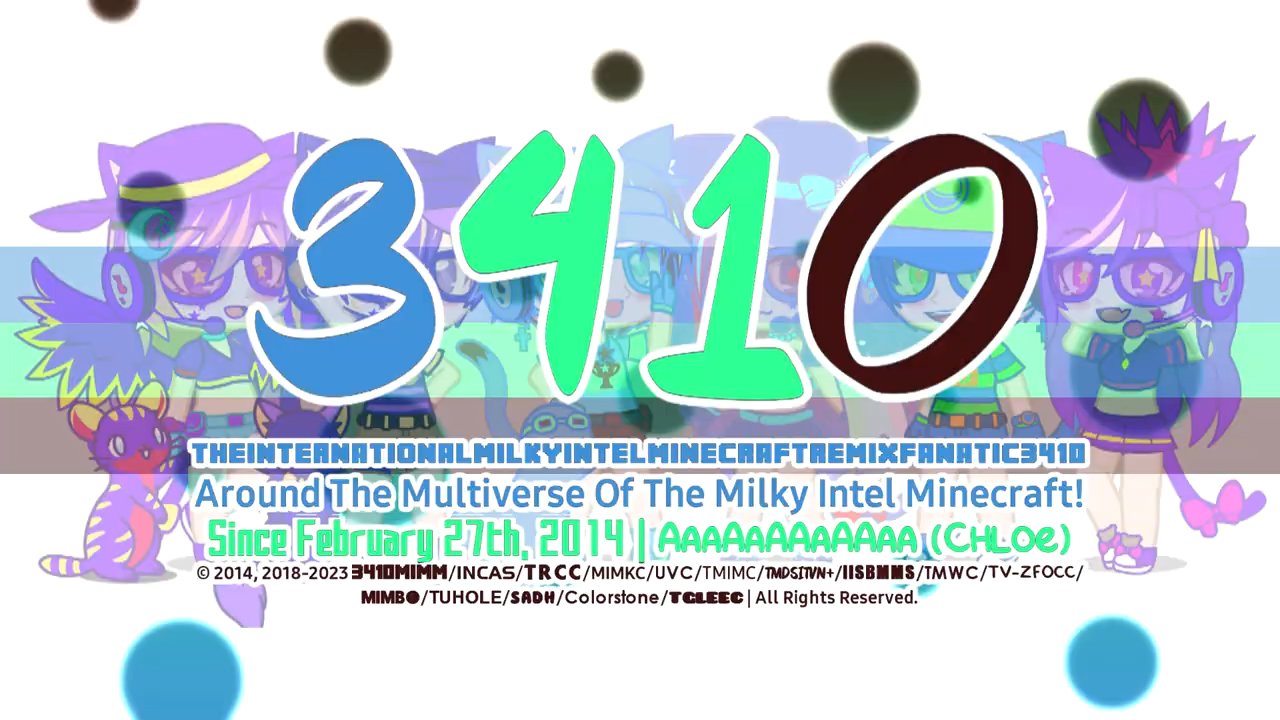 3410
THEINTERNATIONALMILKYINTELMINECRAFTREMIXFANATIC3410
Around The Multiverse Of The Milky Intel Minecraft!
Since February 27th, 2014 | AAAAAAAAAAAA (CHLOe)
© 2014, 2018-2023 3410MIMM/INCAS/TRCC/MIMKC/UVC/TMIMC/TMDSITVN+/IISBMMS/TMWC/TV-ZFOCC/
MIMBO/TUHOLE/SADH/Colorstone/TGLEEC | All Rights Reserved.